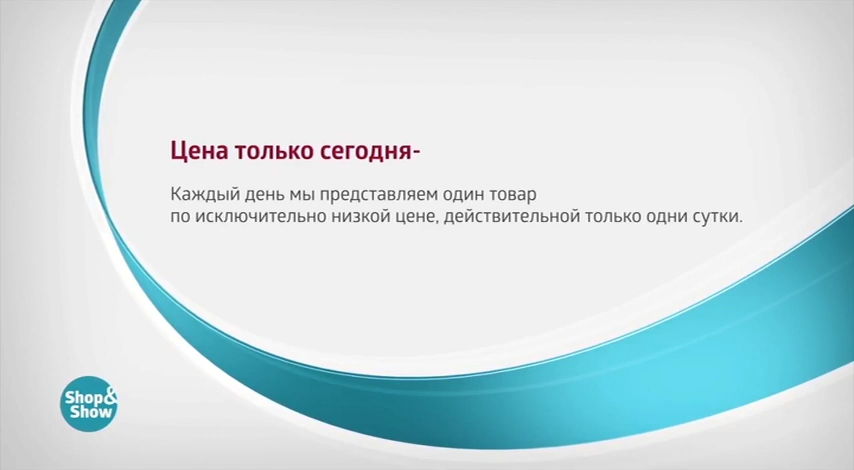 Цена только сегодня-
Каждый день мы представляем один товар
по исключительно низкой цене, действительной только одни сутки.
Shop&
Show